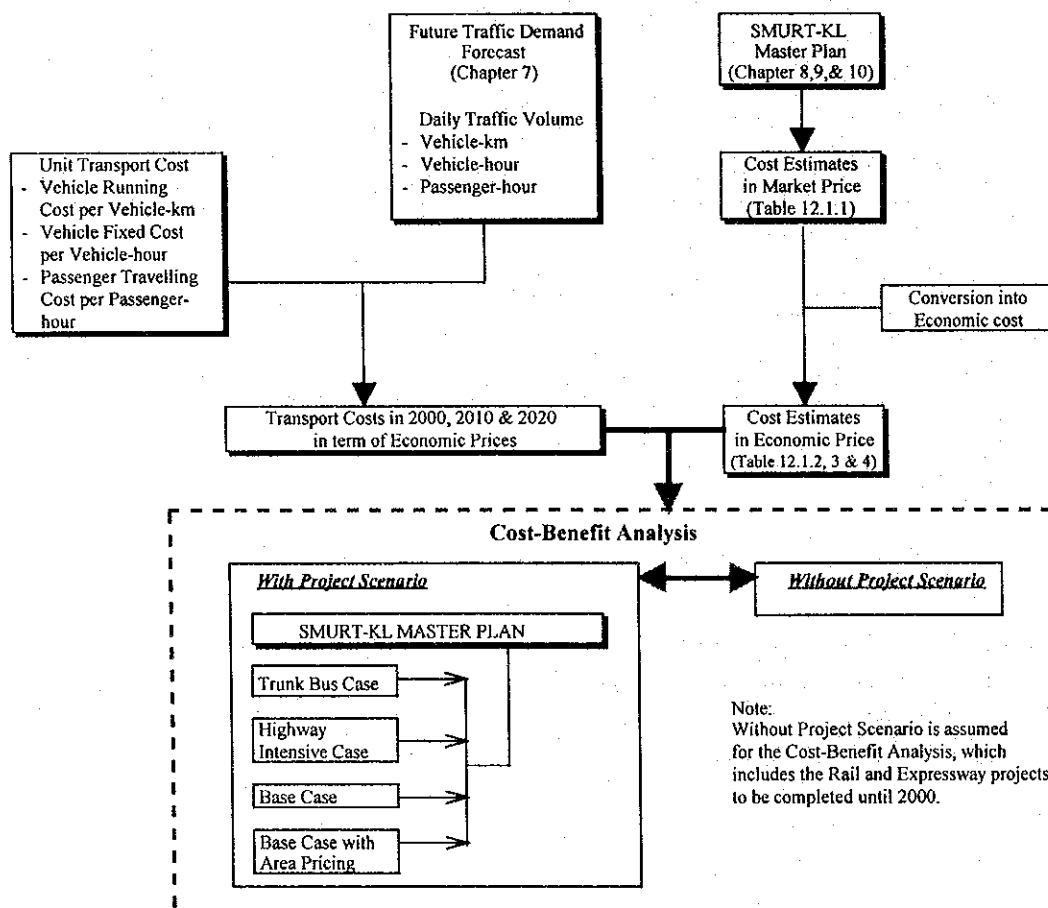 Future Traffic Demand
Forecast
(Chapter 7)
Daily Traffic Volume
- Vehicle-km
- Vehicle-hour
- Passenger-hour
SMURT-KL
Master Plan
(Chapter 8,9,& 10)
Unit Transport Cost
- Vehicle Running
Cost per Vehicle-km
- Vehicle Fixed Cost
per Vehicle-hour
- Passenger Travelling
Cost per Passenger-
hour
Cost Estimates
in Market Price
(Table 12.1.1)
Conversion into
Economic cost
Transport Costs in 2000, 2010 & 2020
in term of Economic Prices
Cost Estimates
in Economic Price
(Table 12.1.2, 3 & 4)
Cost-Benefit Analysis
With Project Scenario
Without Project Scenario
SMURT-KL MASTER PLAN
Trunk Bus Case
Highway
Intensive Case
Base Case
Base Case with
Area Pricing
Note:
Without Project Scenario is assumed
for the Cost-Benefit Analysis, which
includes the Rail and Expressway projects
to be completed until 2000.